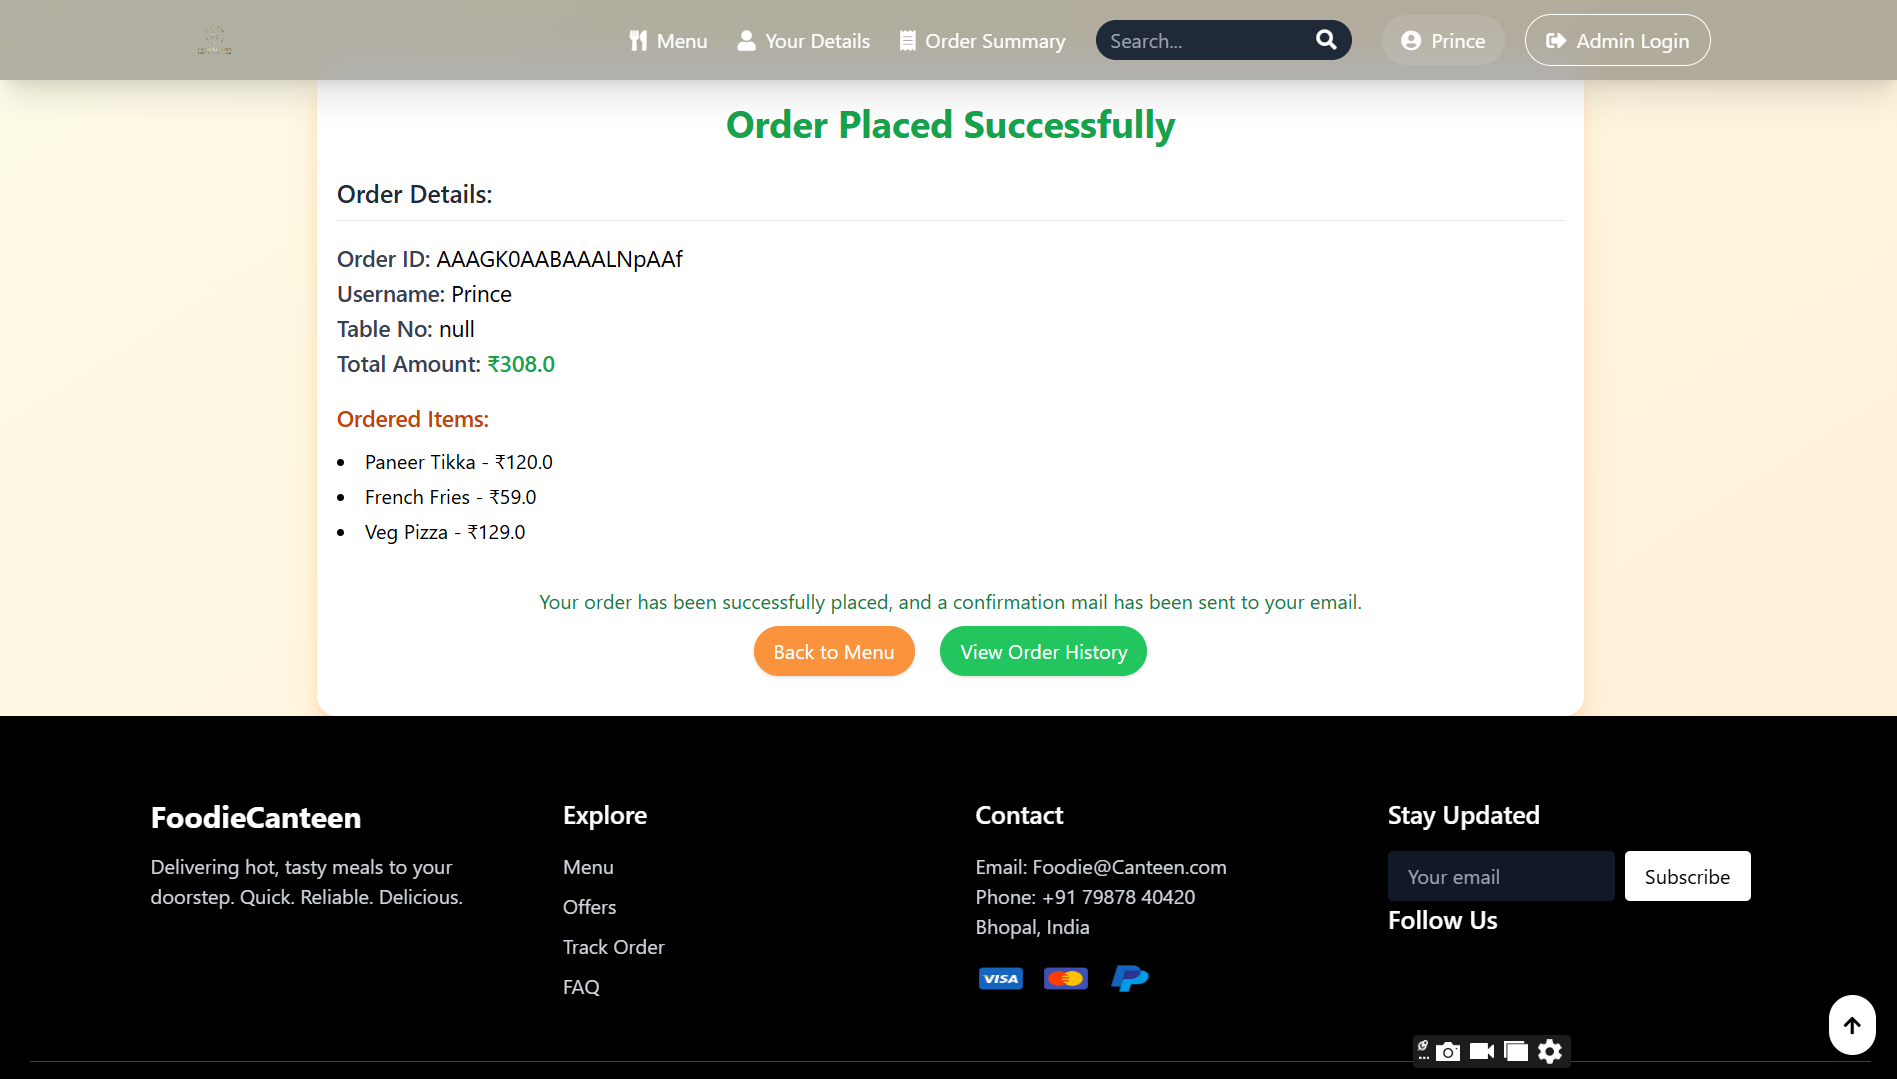 Menu
Your Details
Order Summary
Search...
Prince
Admin Login
Order Placed Successfully
Order Details:
Order ID: AAAGK0AABAAALNpAAf
Username: Prince
Table No: null
Total Amount: ₹308.0
Ordered Items:
• Paneer Tikka - ₹120.0
• French Fries - ₹59.0
• Veg Pizza - ₹129.0
Your order has been successfully placed, and a confirmation mail has been sent to your email.
Back to Menu
View Order History
FoodieCanteen
Delivering hot, tasty meals to your
doorstep. Quick. Reliable. Delicious.
Explore
Menu
Offers
Track Order
FAQ
Contact
Email: Foodie@Canteen.com
Phone: +91 79878 40420
Bhopal, India
VISA
Stay Updated
Your email
Subscribe
Follow Us